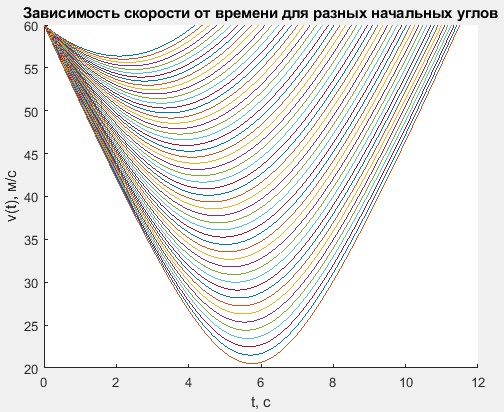 Зависимость скорости от времени для разных начальных углов
60
55
50
45
40
35
30
25
20
v(t), м/с
0 2 4 6 8 10 12
t, с